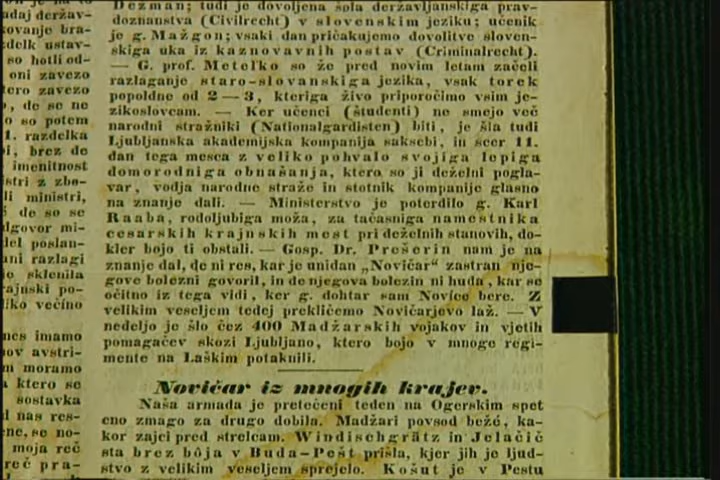 adaj deržav-
kovanje bra-
zdelk ustav-
so hotli od-
oni zavezo
tero zavezo
, de se ne
o so potem
1. razdelka
i, brez de
imenitnost
istri z zbo-
li ministri,
de so se
dgovor mi-
del poslan-
ani razlagi
je sklenila
rajnski po-
liko večino
nes imamo
ov avstri-
m moramo
a ktero se
sostavka
d nas res-
ne, se no-
moja reč
reč pra-
Dežman; tudi je dovoljena šola deržavljanskiga prav-
doznanstva (Civilrecht) v slovenskim jeziku; učenik
je g. Mažgon; vsaki dan pričakujemo dovolitve sloven-
skiga uka iz kaznovavnih postav (Criminalrecht).
— G. prof. Metelko so že pred novim letam začeli
razlaganje staro-slovanskiga jezika, vsak torek
popoldne od 2—3, kteriga živo priporočimo vsim je-
zikoslovcam. — Ker učenci (študenti) ne smejo več
narodni stražniki (Nationalgardisten) biti, je šla tudi
Ljubljanska akademijska kompanija saksebi, in scer 11.
dan tega mesca z veliko pohvalo svojiga lepiga
domorodniga obnašanja, ktero so ji deželni pogla-
var, vodja narodne straže in stotnik kompanije glasno
na znanje dali. — Ministerstvo je poterdilo g. Karl
Raaba, rodoljubiga moža, za tačasniga namestnika
cesarskih krajnskih mest pri deželnih stanovih, do-
kler bojo ti obstali. — Gosp. Dr. Prešerin nam je na
znanje dal, de ni res, kar je unidan „Novičar“ zastran nje-
gove bolezni govoril, in de njegova bolezin ni huda, kar se
očitno iz tega vidi, ker g. dohtar sam Novice bere. Z
velikim veseljem tedej prekličemo Novičarjevo laž. — V
nedeljo je šlo čez 400 Madžarskih vojakov in vjetih
pomagačev skozi Ljubljano, ktero bojo v mnoge regi-
mente na Laškim potaknili.
Novičar iz mnogih krajev.
Naša armada je pretečeni teden na Ogerskim spet
eno zmago za drugo dobila. Madžari povsod bežé, ka-
kor zajci pred strelcam. Windischgrätz in Jelačič
sta brez bôja v Buda-Pešt prišla, kjer jih je ljud-
stvo z velikim veseljem sprejelo. Košut je v Pestu